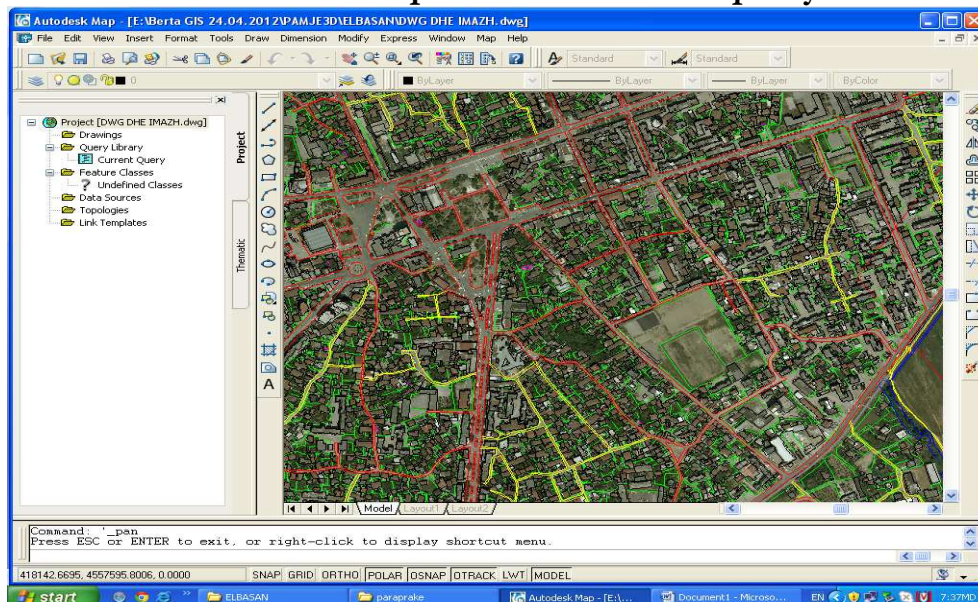 Autodesk Map - [E:\Berta GIS 24.04.2012\PAMJE3D\ELBASAN\DWG DHE IMAZH.dwg]
File Edit View Insert Format Tools Draw Dimension Modify Express Window Map Help
Standard Standard
0 ByLayer ByLayer ByLayer ByColor
Project [DWG DHE IMAZH.dwg]
Drawings
Query Library
Current Query
Feature Classes
? Undefined Classes
Data Sources
Topologies
Link Templates
Project
Thematic
A
Model Layout1 Layout2
Command: '_pan
Press ESC or ENTER to exit, or right-click to display shortcut menu.
418142.6695, 4557595.8006, 0.0000 SNAP GRID ORTHO POLAR OSNAP OTRACK LWT MODEL
start ELBASAN paraprake Autodesk Map - [E:\... Document1 - Microso... EN 7:37MD